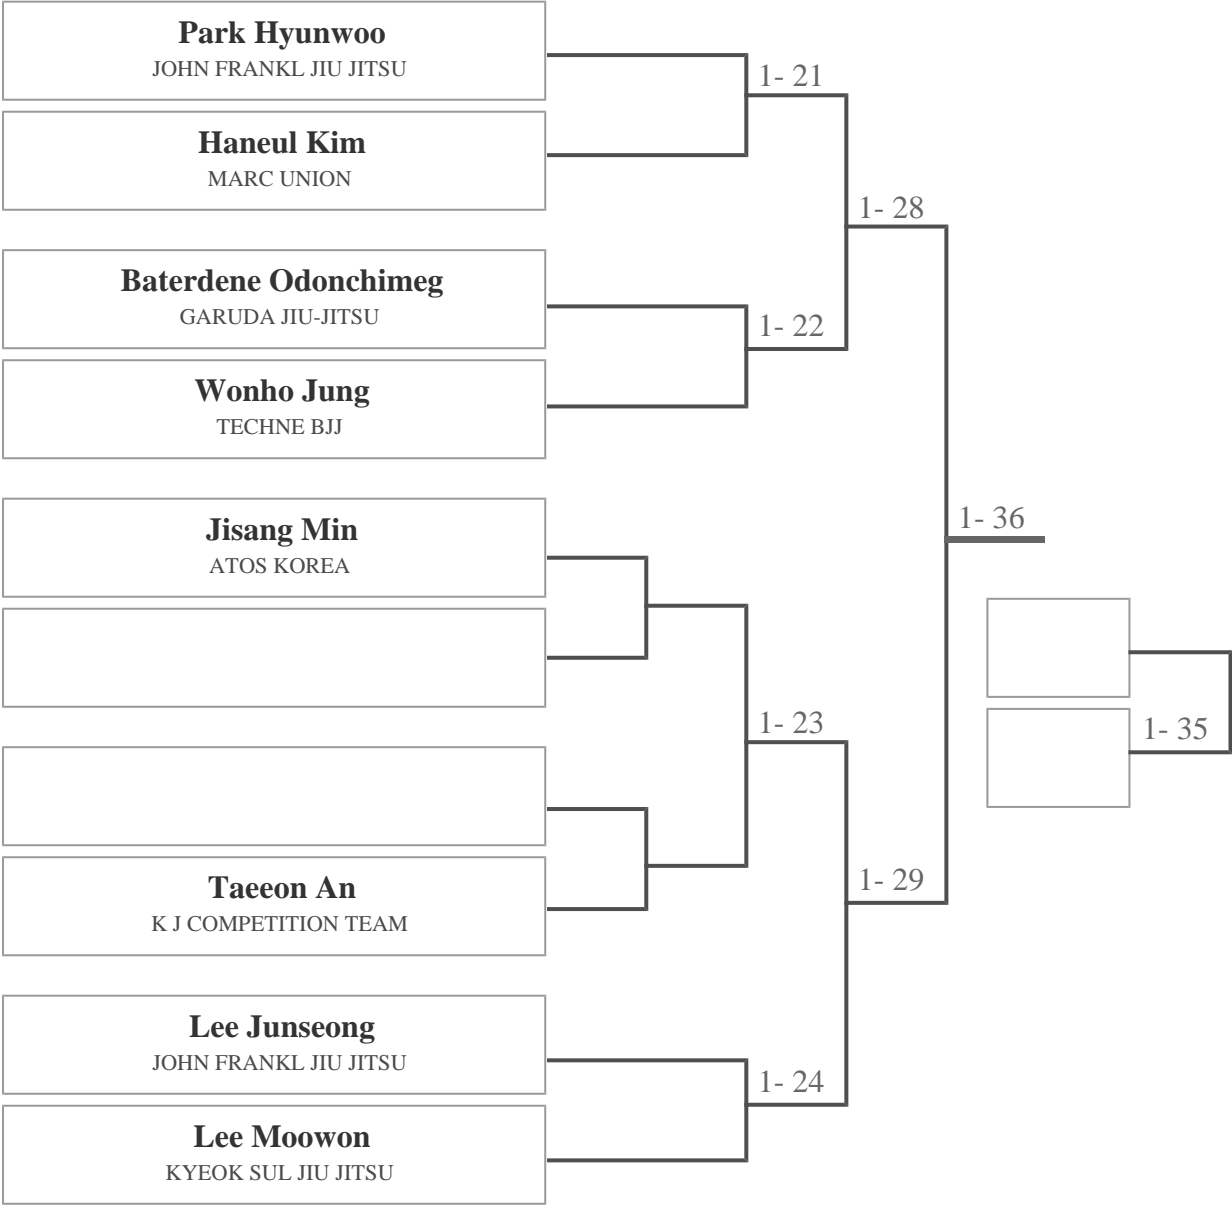 Park Hyunwoo
JOHN FRANKL JIU JITSU
1- 21
Haneul Kim
MARC UNION
1- 28
Baterdene Odonchimeg
GARUDA JIU-JITSU
1- 22
Wonho Jung
TECHNE BJJ
Jisang Min
ATOS KOREA
1- 36
1- 23
1- 35
Taeeon An
K J COMPETITION TEAM
1- 29
Lee Junseong
JOHN FRANKL JIU JITSU
1- 24
Lee Moowon
KYEOK SUL JIU JITSU